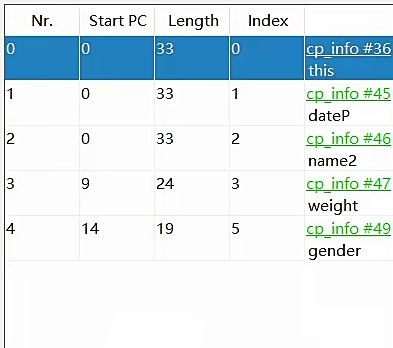 Nr. Start PC Length Index
0 0 33 0 cp_info #36
this
1 0 33 1 cp_info #45
dateP
2 0 33 2 cp_info #46
name2
3 9 24 3 cp_info #47
weight
4 14 19 5 cp_info #49
gender